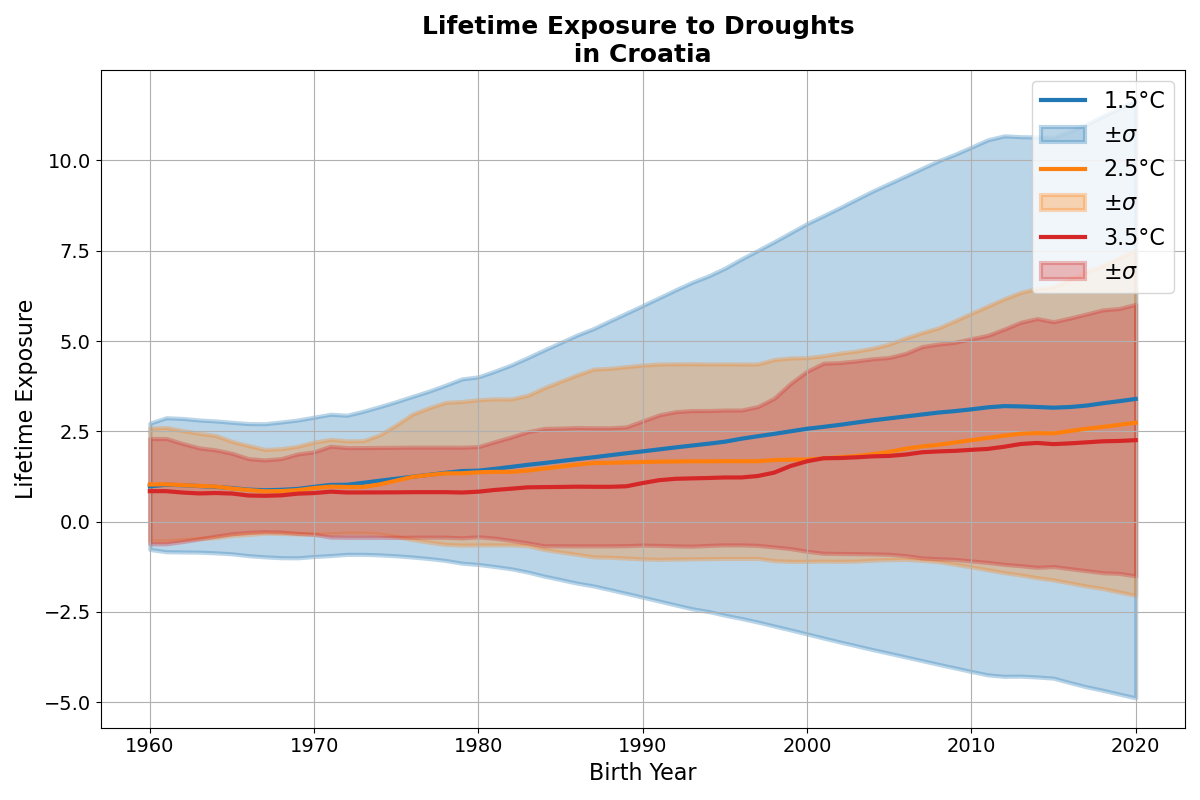 Lifetime Exposure to Droughts
in Croatia
1.5°C
±σ
2.5°C
±σ
3.5°C
±σ
Lifetime Exposure
10.0
7.5
5.0
2.5
0.0
−2.5
−5.0
1960 1970 1980 1990 2000 2010 2020
Birth Year